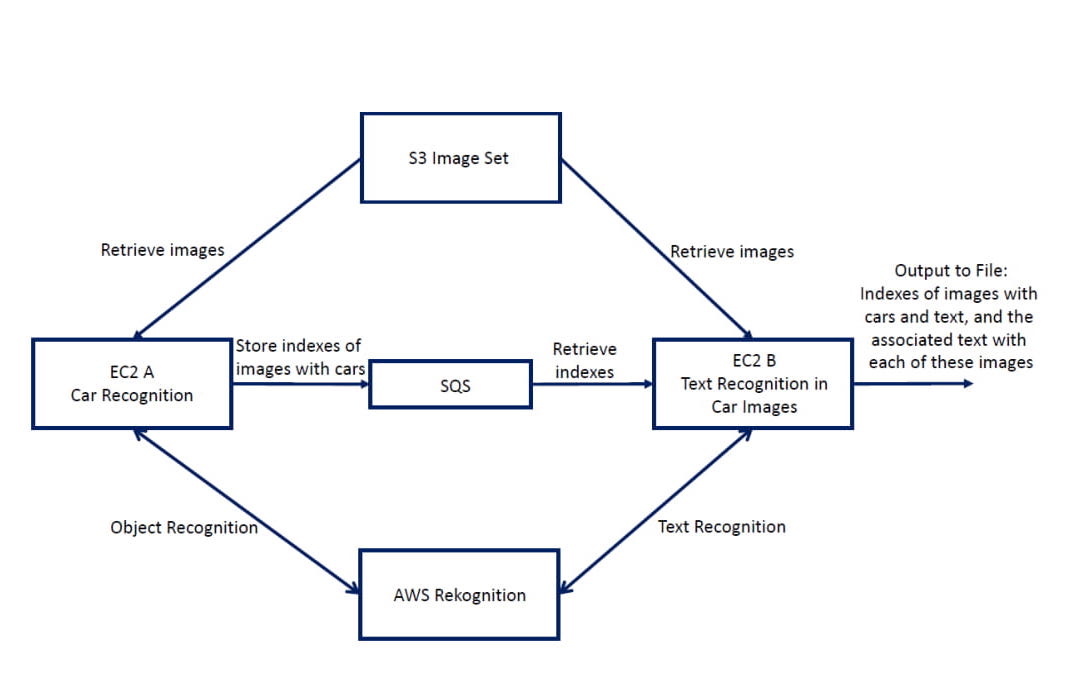 S3 Image Set
Retrieve images
Retrieve images
Output to File:
Indexes of images with
cars and text, and the
associated text with
each of these images
EC2 A
Car Recognition
Store indexes of
images with cars
SQS
Retrieve
indexes
EC2 B
Text Recognition in
Car Images
Object Recognition
Text Recognition
AWS Rekognition